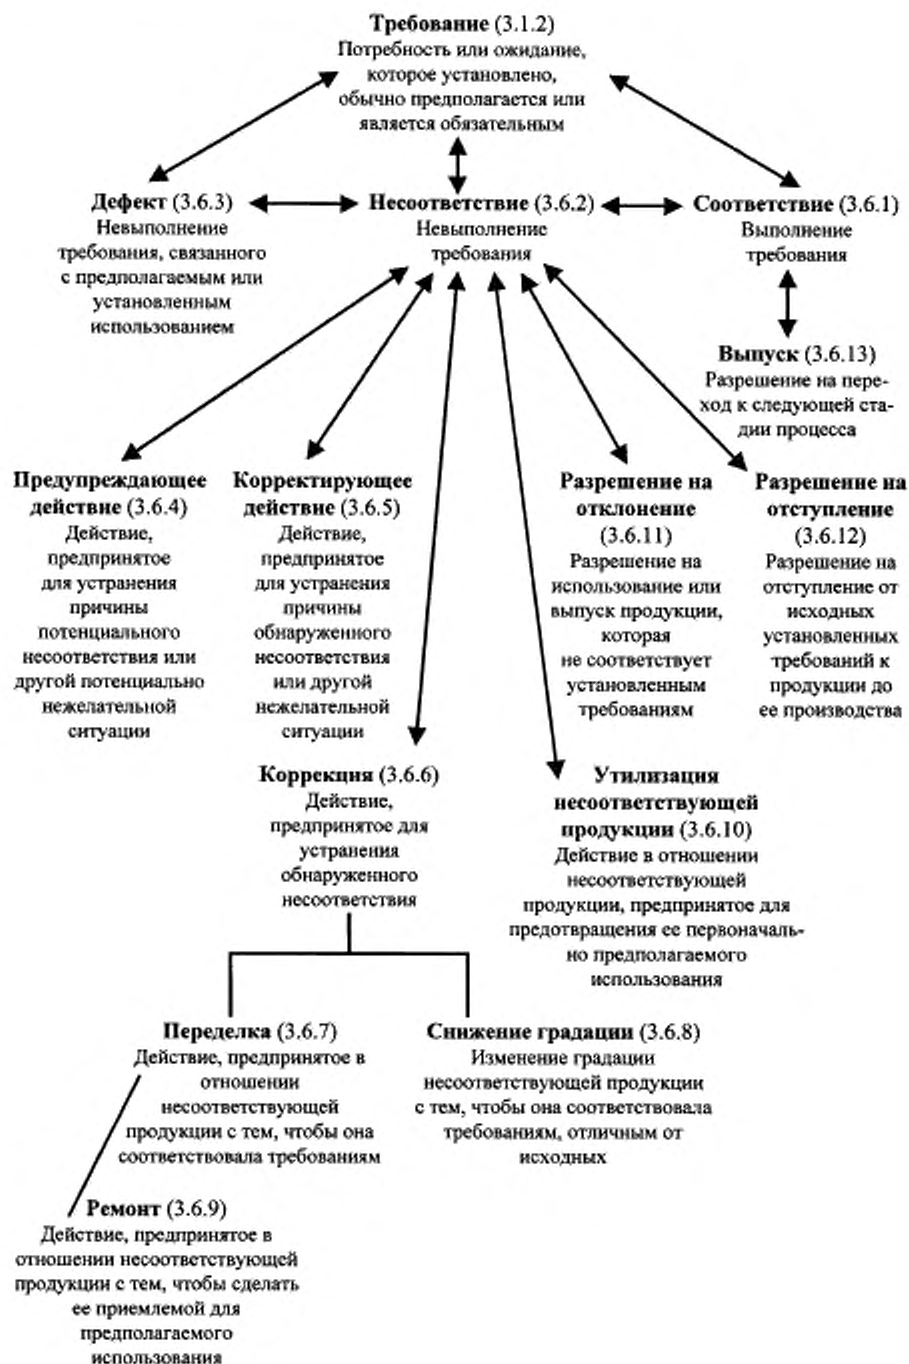 Требование (3.1.2)
Потребность или ожидание,
которое установлено,
обычно предполагается или
является обязательным
Дефект (3.6.3)
Невыполнение
требования, связанного
с предполагаемым или
установленным
использованием
Несоответствие (3.6.2)
Невыполнение
требования
Соответствие (3.6.1)
Выполнение
требования
Выпуск (3.6.13)
Разрешение на пере-
ход к следующей ста-
дии процесса
Предупреждающее
действие (3.6.4)
Действие,
предпринятое
для устранения
причины
потенциального
несоответствия или
другой потенциально
нежелательной
ситуации
Корректирующее
действие (3.6.5)
Действие,
предпринятое
для устранения
причины
обнаруженного
несоответствия
или другой
нежелательной
ситуации
Разрешение на
отклонение
(3.6.11)
Разрешение на
использование или
выпуск продукции,
которая
не соответствует
установленным
требованиям
Разрешение на
отступление
(3.6.12)
Разрешение на
отступление от
исходных
установленных
требований к
продукции до
ее производства
Коррекция (3.6.6)
Действие,
предпринятое для
устранения
обнаруженного
несоответствия
Утилизация
несоответствующей
продукции (3.6.10)
Действие в отношении
несоответствующей
продукции, предпринятое для
предотвращения ее первоначаль-
но предполагаемого
использования
Переделка (3.6.7)
Действие, предпринятое в
отношении
несоответствующей
продукции с тем, чтобы она
соответствовала требованиям
Снижение градации (3.6.8)
Изменение градации
несоответствующей продукции
с тем, чтобы она соответствовала
требованиям, отличным от
исходных
Ремонт (3.6.9)
Действие, предпринятое в
отношении несоответствующей
продукции с тем, чтобы сделать
ее приемлемой для
предполагаемого
использования